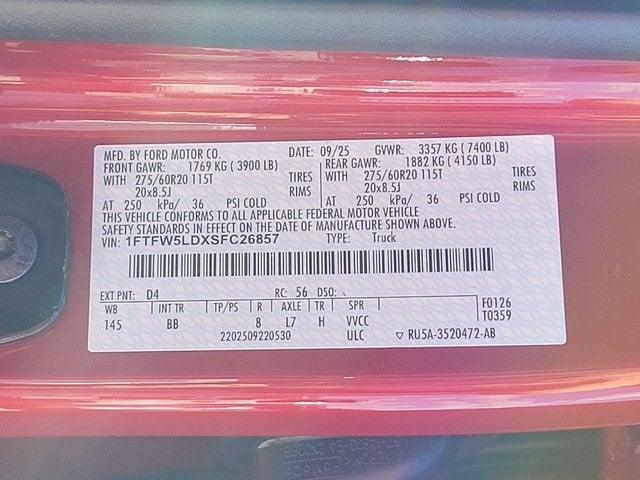 MFD. BY FORD MOTOR CO. DATE: 09/25 GVWR: 3357 KG ( 7400 LB)
FRONT GAWR: 1769 KG ( 3900 LB) REAR GAWR: 1882 KG ( 4150 LB)
WITH 275/60R20 115T TIRES WITH 275/60R20 115T TIRES
20x8.5J RIMS 20x8.5J RIMS
AT 250 kPa/ 36 PSI COLD AT 250 kPa/ 36 PSI COLD
THIS VEHICLE CONFORMS TO ALL APPLICABLE FEDERAL MOTOR VEHICLE
SAFETY STANDARDS IN EFFECT ON THE DATE OF MANUFACTURE SHOWN ABOVE.
VIN: 1FTFW5LDXSFC26857 TYPE: Truck
EXT PNT: D4 RC: 56 DSO:
WB INT TR TP/PS R AXLE TR SPR F0126
145 BB 8 L7 H VVCC T0359
2202509220530 ULC RU5A-3520472-AB